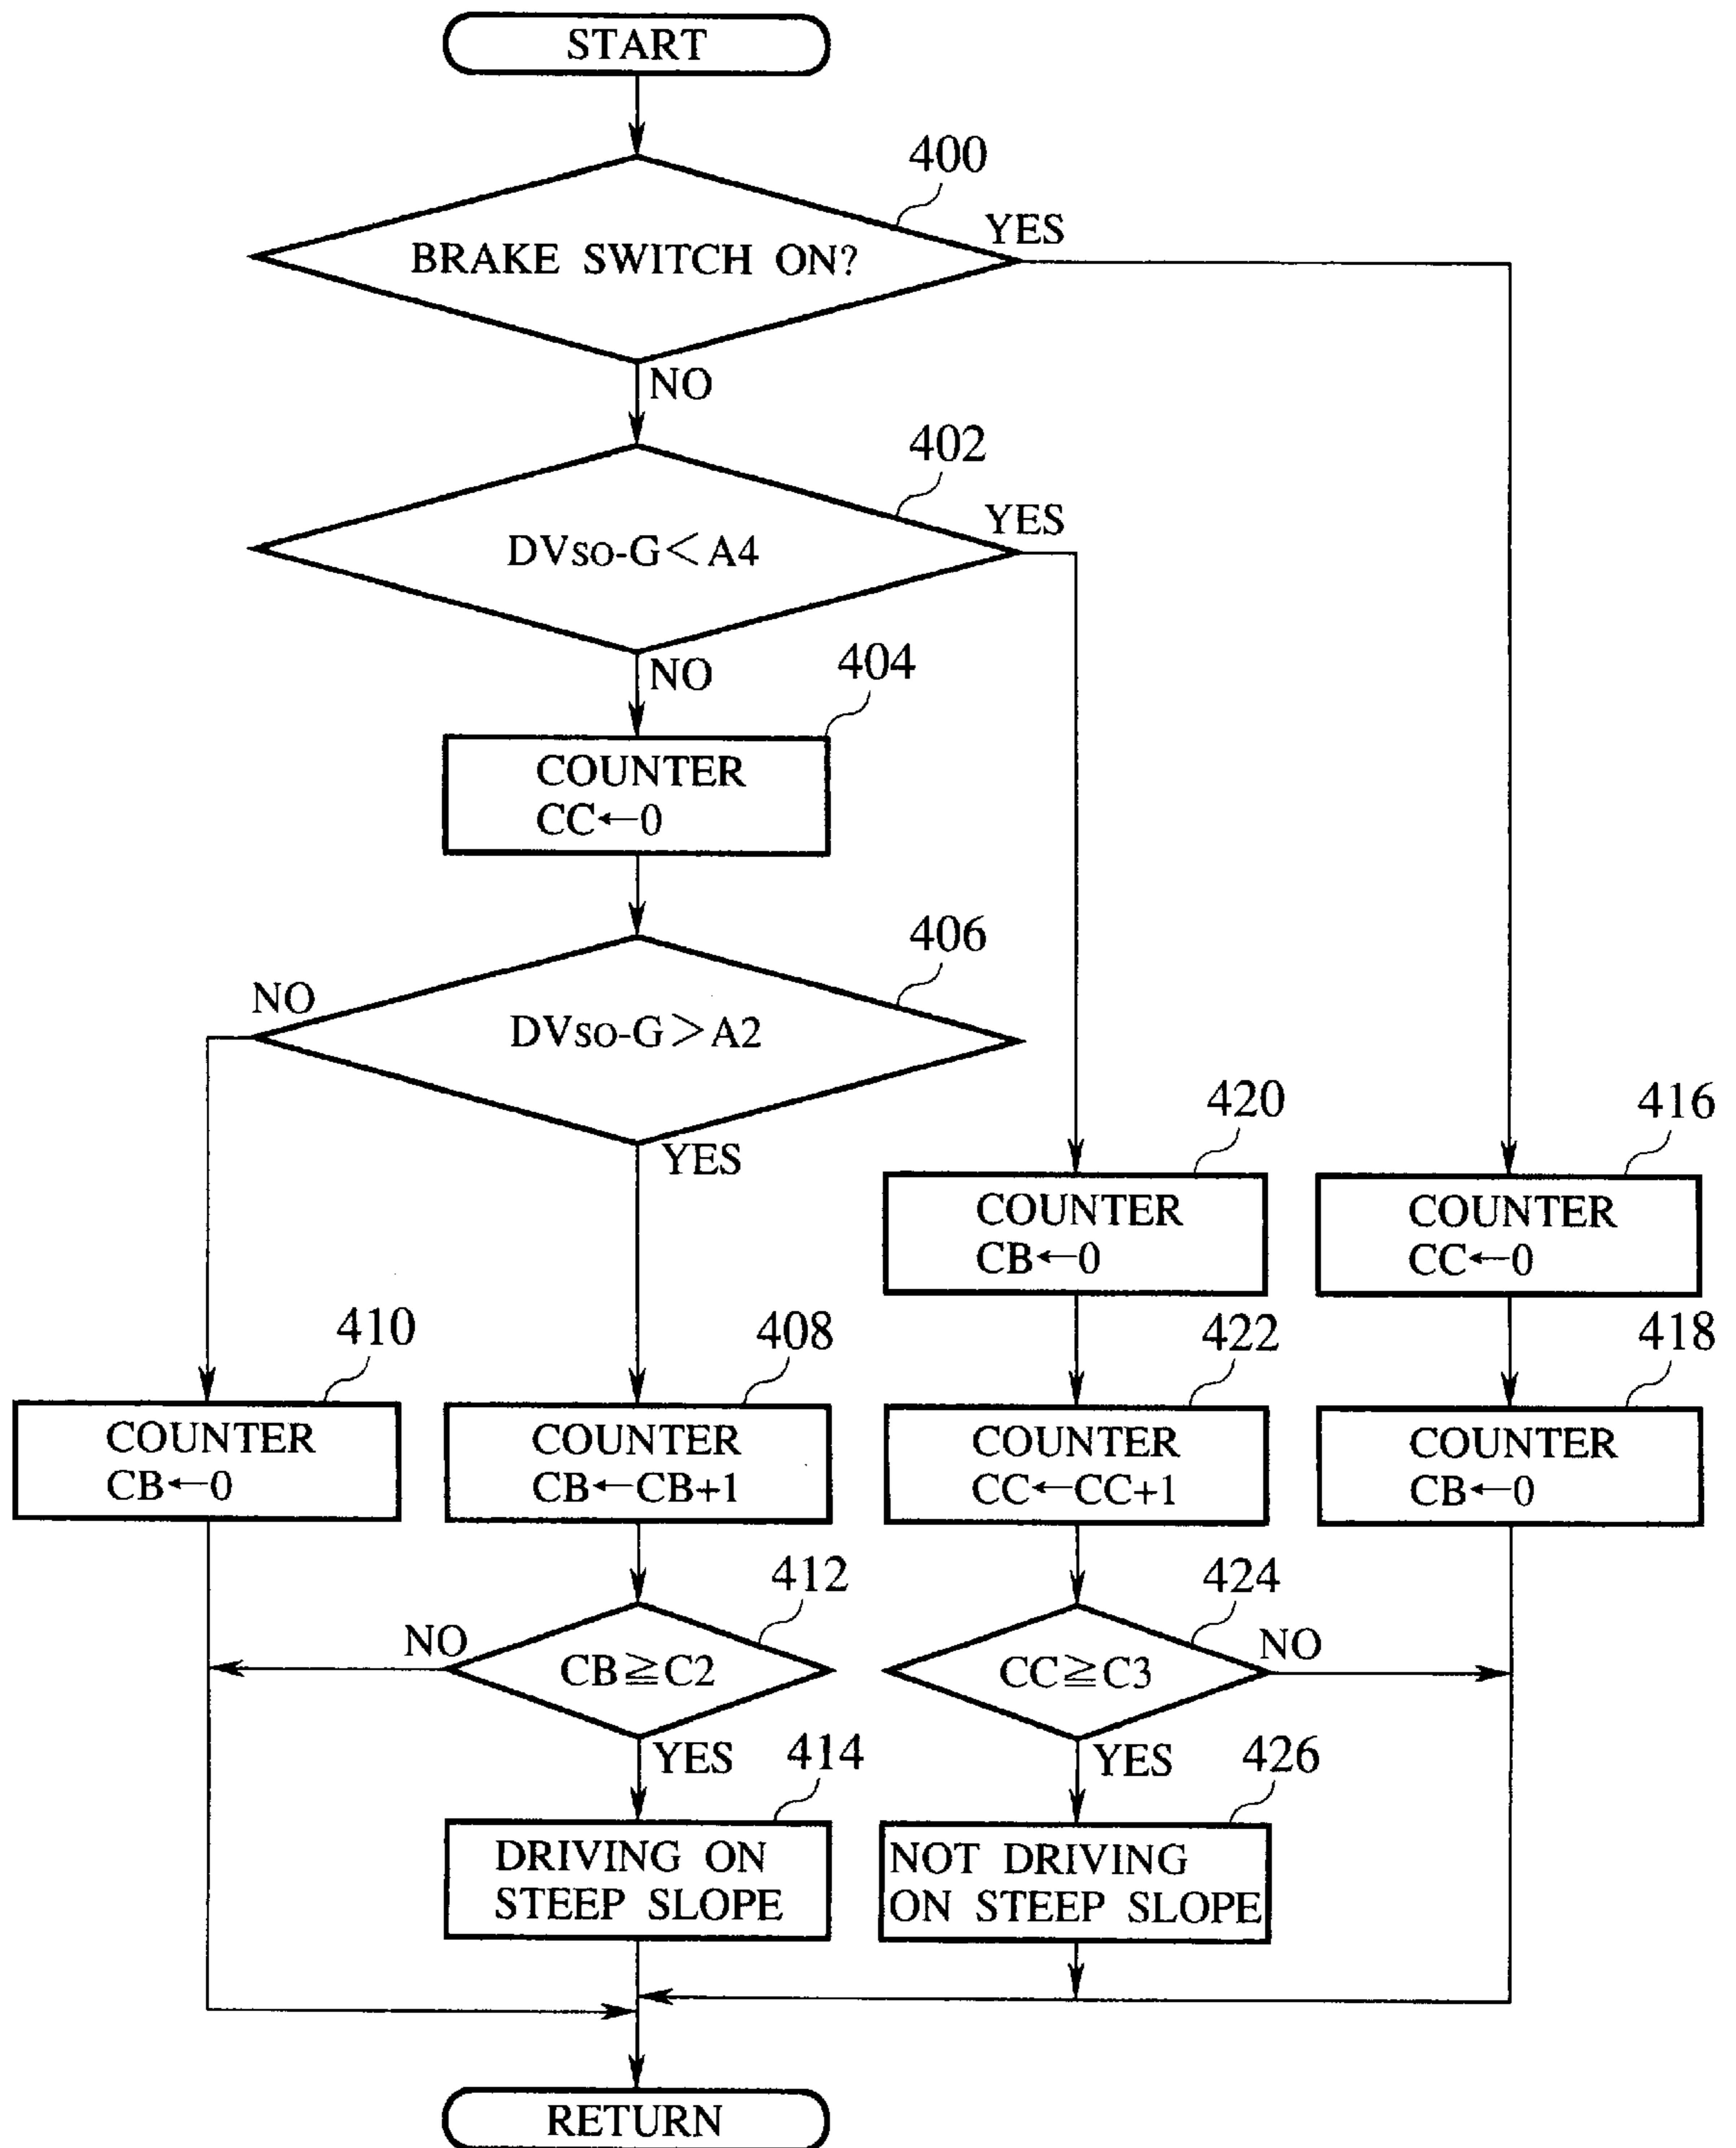 START
400
BRAKE SWITCH ON?
YES
NO
402
DVSO-G<A4
YES
NO
404
COUNTER
CC←0
406
DVSO-G>A2
NO
YES
420
COUNTER
CB←0
416
COUNTER
CC←0
410
COUNTER
CB←0
408
COUNTER
CB←CB+1
422
COUNTER
CC←CC+1
418
COUNTER
CB←0
412
CB≧C2
NO
YES
424
CC≧C3
NO
YES
414
DRIVING ON
STEEP SLOPE
426
NOT DRIVING
ON STEEP SLOPE
RETURN